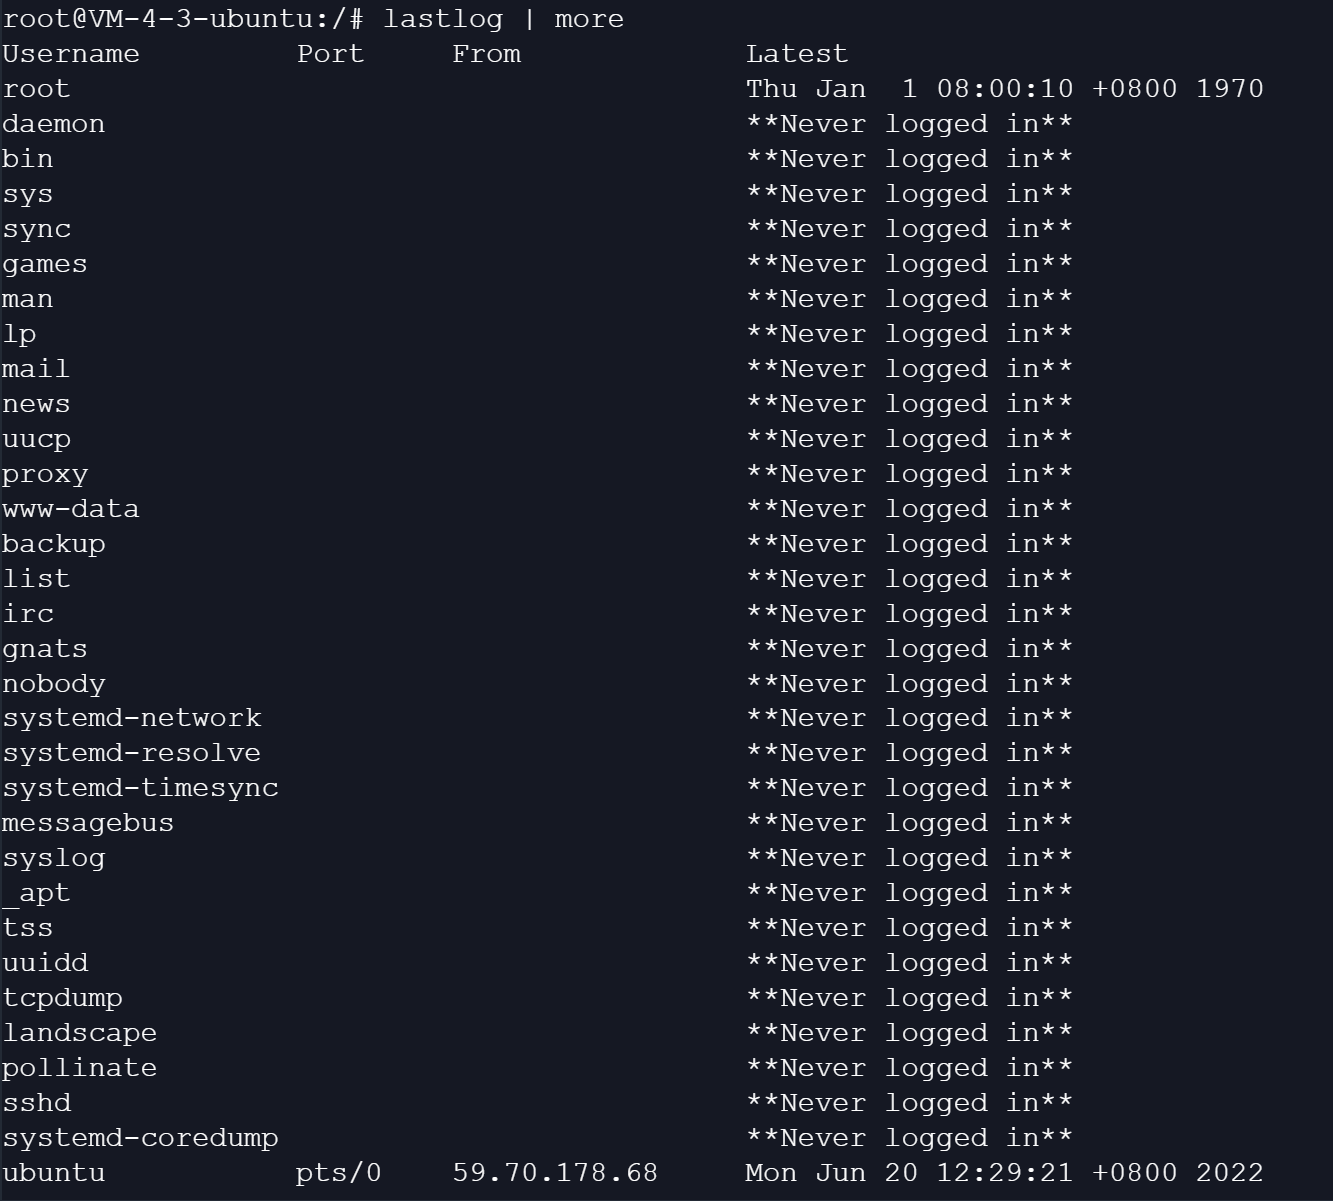 root@VM-4-3-ubuntu:/# lastlog | more
Username         Port     From             Latest
root                                       Thu Jan  1 08:00:10 +0800 1970
daemon                                     **Never logged in**
bin                                        **Never logged in**
sys                                        **Never logged in**
sync                                       **Never logged in**
games                                      **Never logged in**
man                                        **Never logged in**
lp                                         **Never logged in**
mail                                       **Never logged in**
news                                       **Never logged in**
uucp                                       **Never logged in**
proxy                                      **Never logged in**
www-data                                   **Never logged in**
backup                                     **Never logged in**
list                                       **Never logged in**
irc                                        **Never logged in**
gnats                                      **Never logged in**
nobody                                     **Never logged in**
systemd-network                            **Never logged in**
systemd-resolve                            **Never logged in**
systemd-timesync                           **Never logged in**
messagebus                                 **Never logged in**
syslog                                     **Never logged in**
_apt                                       **Never logged in**
tss                                        **Never logged in**
uuidd                                      **Never logged in**
tcpdump                                    **Never logged in**
landscape                                  **Never logged in**
pollinate                                  **Never logged in**
sshd                                       **Never logged in**
systemd-coredump                           **Never logged in**
ubuntu           pts/0    59.70.178.68     Mon Jun 20 12:29:21 +0800 2022